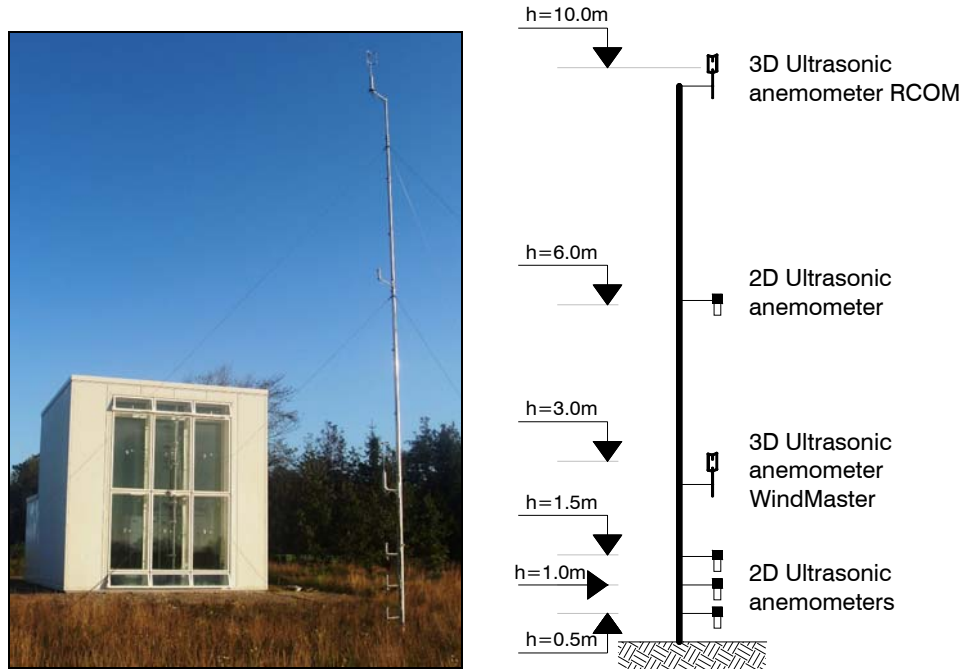 h=10.0m
3D Ultrasonic
anemometer RCOM
h=6.0m
2D Ultrasonic
anemometer
h=3.0m
3D Ultrasonic
anemometer
WindMaster
h=1.5m
h=1.0m
2D Ultrasonic
anemometers
h=0.5m